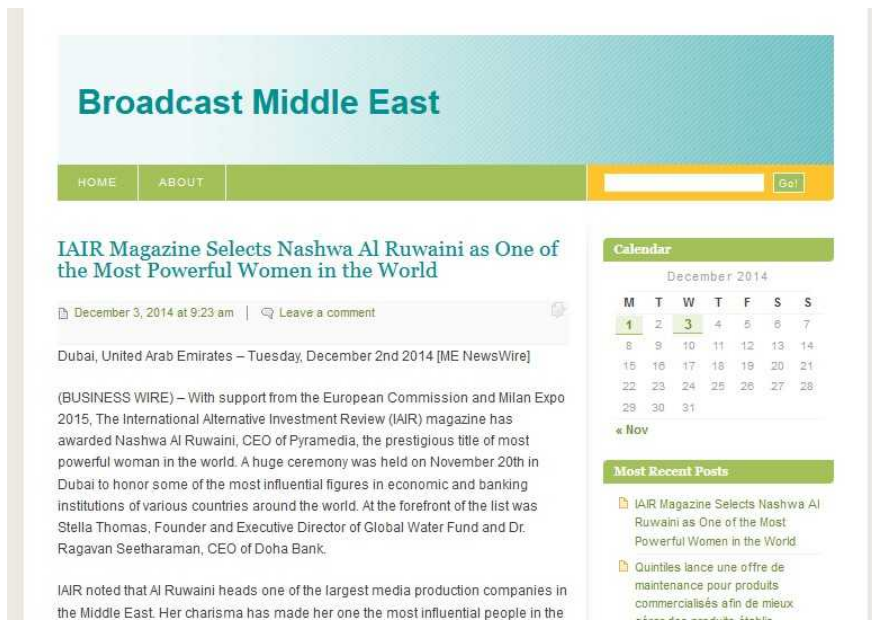 Broadcast Middle East
HOME ABOUT
Go!
IAIR Magazine Selects Nashwa Al Ruwaini as One of
the Most Powerful Women in the World
December 3, 2014 at 9:23 am | Leave a comment
Dubai, United Arab Emirates – Tuesday, December 2nd 2014 [ME NewsWire]
(BUSINESS WIRE) – With support from the European Commission and Milan Expo
2015, The International Alternative Investment Review (IAIR) magazine has
awarded Nashwa Al Ruwaini, CEO of Pyramedia, the prestigious title of most
powerful woman in the world. A huge ceremony was held on November 20th in
Dubai to honor some of the most influential figures in economic and banking
institutions of various countries around the world. At the forefront of the list was
Stella Thomas, Founder and Executive Director of Global Water Fund and Dr.
Ragavan Seetharaman, CEO of Doha Bank.
IAIR noted that Al Ruwaini heads one of the largest media production companies in
the Middle East. Her charisma has made her one the most influential people in the
Calendar
December 2014
M T W T F S S
1 2 3 4 5 6 7
8 9 10 11 12 13 14
15 16 17 18 19 20 21
22 23 24 25 26 27 28
29 30 31
« Nov
Most Recent Posts
IAIR Magazine Selects Nashwa Al
Ruwaini as One of the Most
Powerful Women in the World
Quintiles lance une offre de
maintenance pour produits
commercialisés afin de mieux